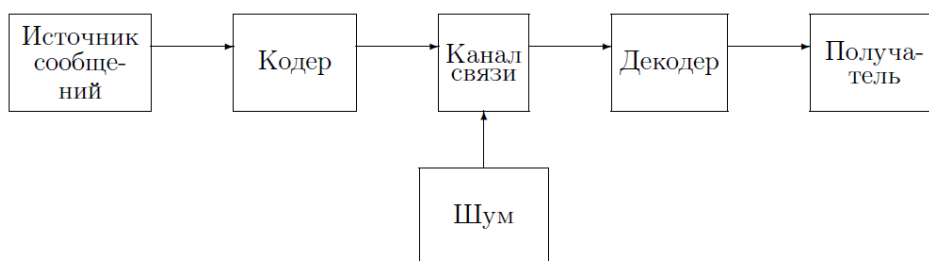 Источник
сообще-
ний
Кодер
Канал
связи
Декодер
Получа-
тель
Шум